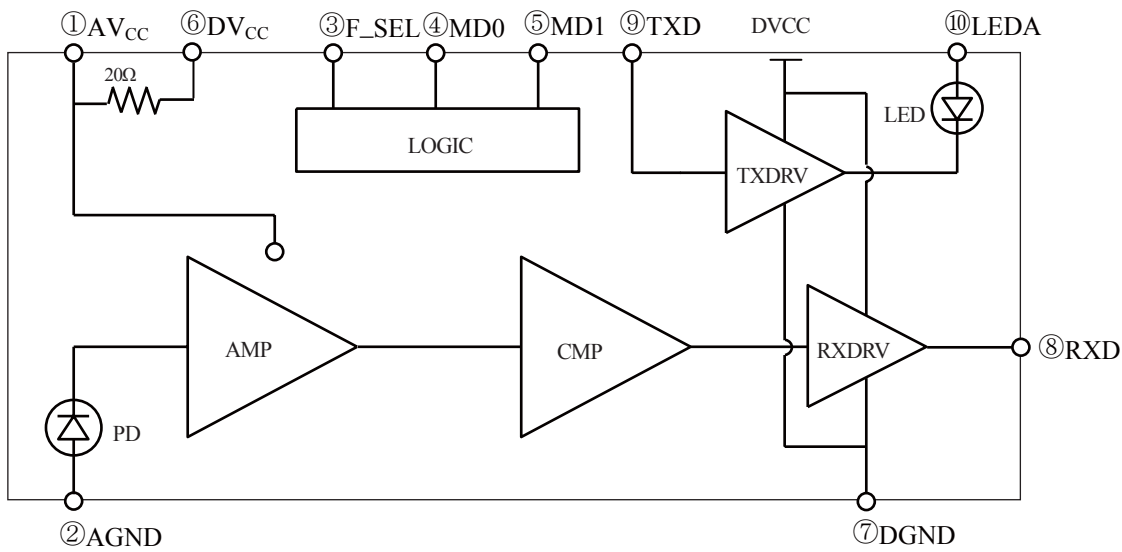 ①AVCC ⑥DVCC ③F_SEL ④MD0 ⑤MD1 ⑨TXD DVCC ⑩LEDA
20Ω
LED
LOGIC
TXDRV
AMP
CMP
RXDRV
⑧RXD
PD
②AGND
⑦DGND